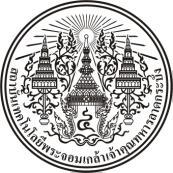 สถาบันเทคโนโลยีพระจอมเกล้าเจ้าคุณทหารลาดกระบัง
๔